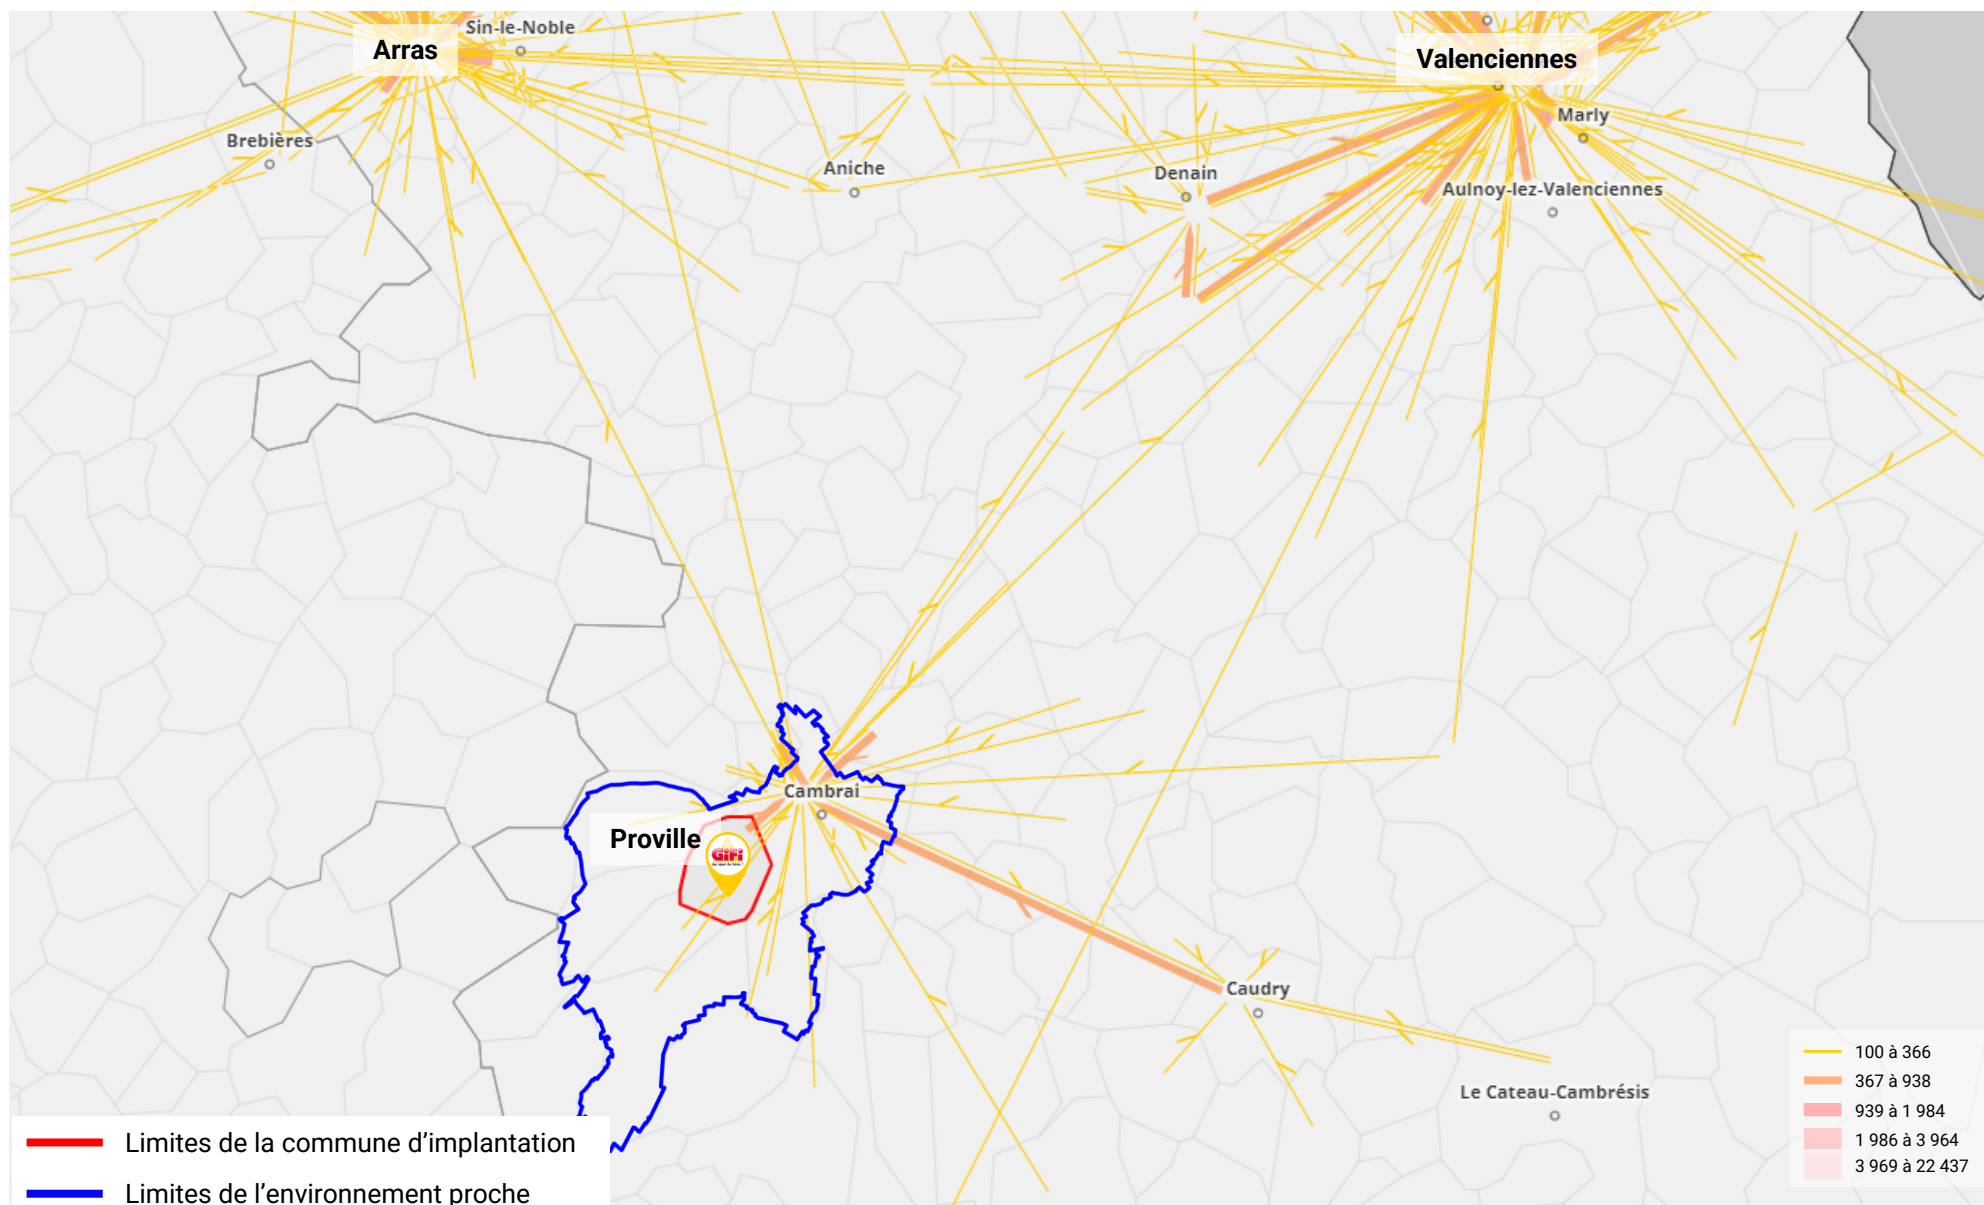 Sin-le-Noble
Arras
Valenciennes
Marly
Brebières
Aniche
Denain
Aulnoy-lez-Valenciennes
Cambrai
Proville
GiFi
Caudry
Le Cateau-Cambrésis
100 à 366
367 à 938
939 à 1 984
1 986 à 3 964
3 969 à 22 437
Limites de la commune d’implantation
Limites de l’environnement proche